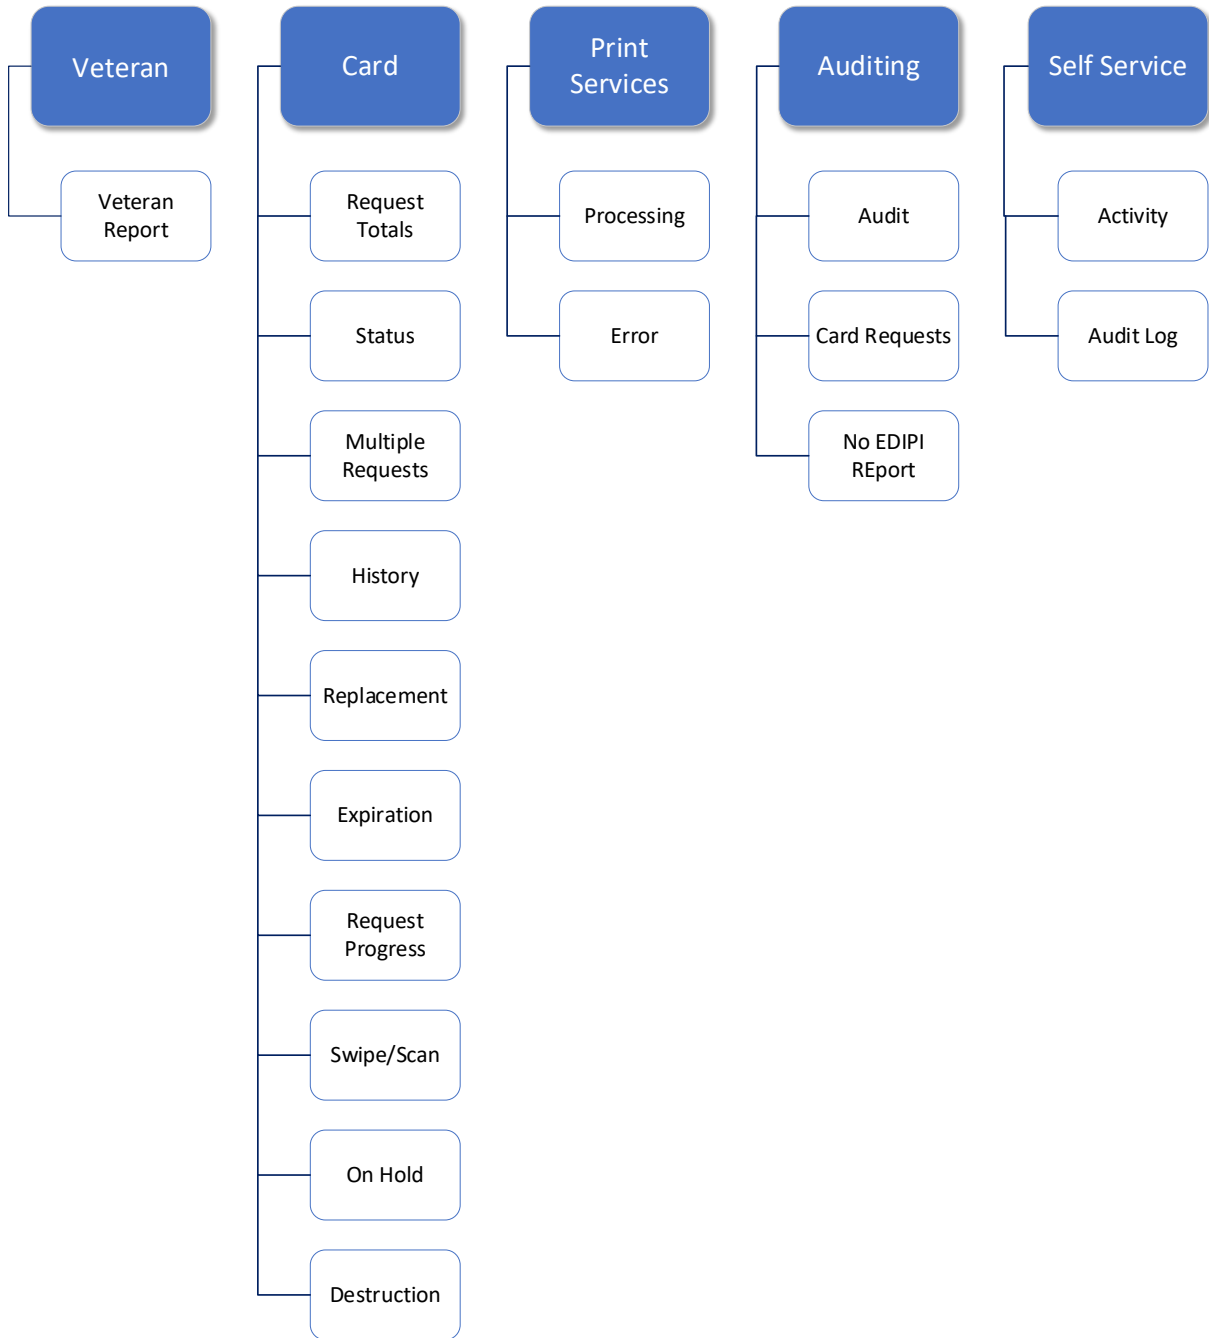 Veteran
Veteran
Report
Card
Request
Totals
Status
Multiple
Requests
History
Replacement
Expiration
Request
Progress
Swipe/Scan
On Hold
Destruction
Print
Services
Processing
Error
Auditing
Audit
Card Requests
No EDIPI
REport
Self Service
Activity
Audit Log